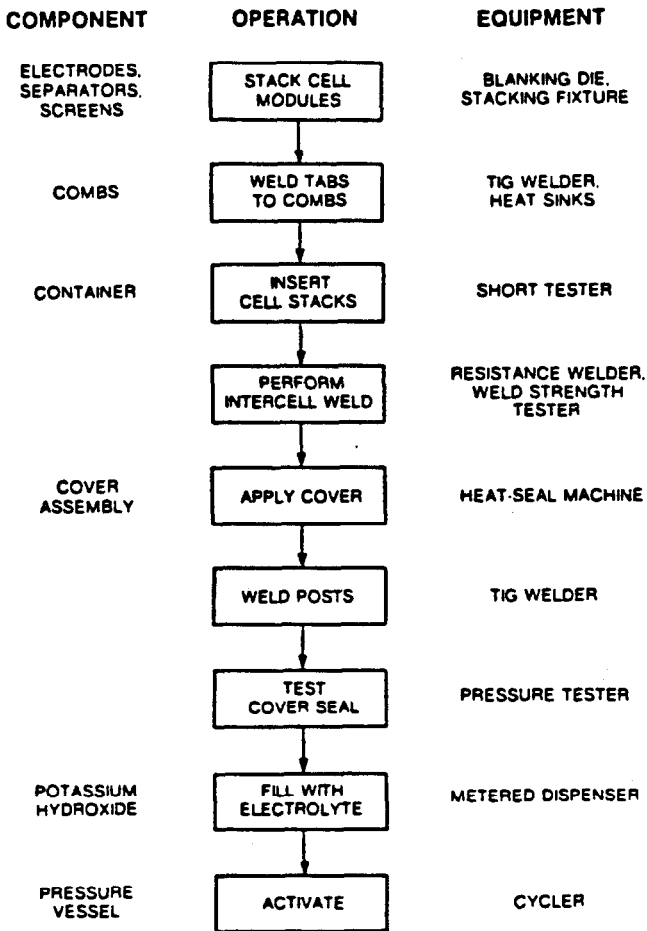 COMPONENT OPERATION EQUIPMENT
ELECTRODES, SEPARATORS, SCREENS
STACK CELL MODULES
BLANKING DIE, STACKING FIXTURE
COMBS
WELD TABS TO COMBS
TIG WELDER, HEAT SINKS
CONTAINER
INSERT CELL STACKS
SHORT TESTER
PERFORM INTERCELL WELD
RESISTANCE WELDER, WELD STRENGTH TESTER
COVER ASSEMBLY
APPLY COVER
HEAT-SEAL MACHINE
WELD POSTS
TIG WELDER
TEST COVER SEAL
PRESSURE TESTER
POTASSIUM HYDROXIDE
FILL WITH ELECTROLYTE
METERED DISPENSER
PRESSURE VESSEL
ACTIVATE
CYCLER